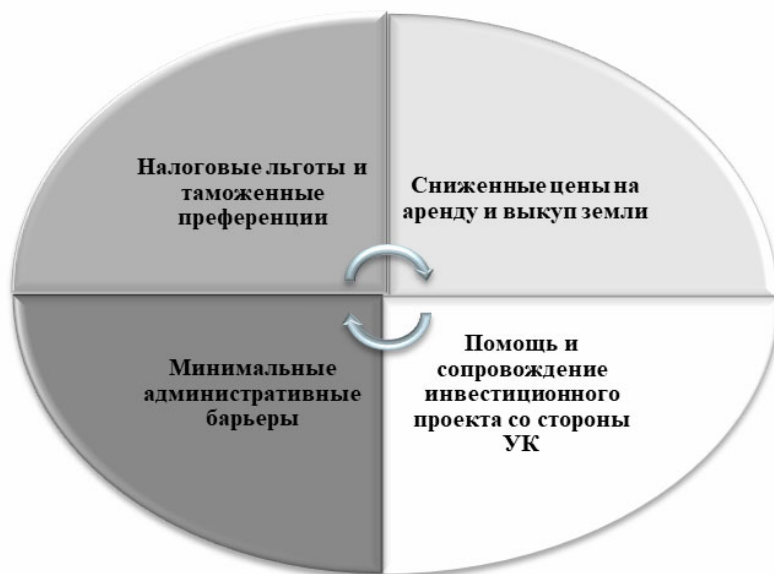 Налоговые льготы и
таможенные
преференции
Сниженные цены на
аренду и выкуп земли
Минимальные
административные
барьеры
Помощь и
сопровождение
инвестиционного
проекта со стороны
УК